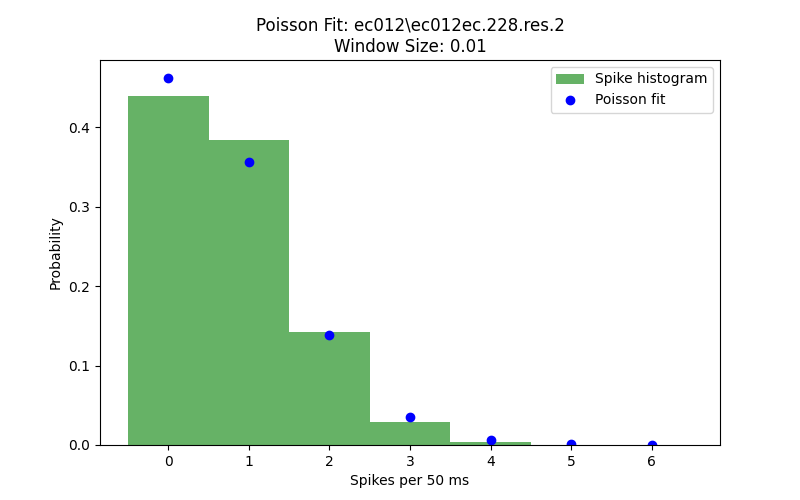 Poisson Fit: ec012\ec012ec.228.res.2
Window Size: 0.01
Spike histogram
Poisson fit
Probability
0.4
0.3
0.2
0.1
0.0
0 1 2 3 4 5 6
Spikes per 50 ms